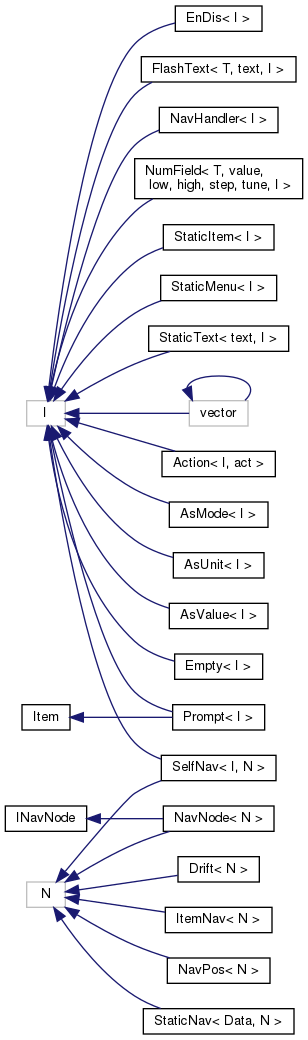 EnDis< I >
FlashText< T, text, I >
NavHandler< I >
NumField< T, value,
low, high, step, tune, I >
StaticItem< I >
StaticMenu< I >
StaticText< text, I >
I
vector
Action< I, act >
AsMode< I >
AsUnit< I >
AsValue< I >
Empty< I >
Item
Prompt< I >
SelfNav< I, N >
INavNode
NavNode< N >
Drift< N >
N
ItemNav< N >
NavPos< N >
StaticNav< Data, N >